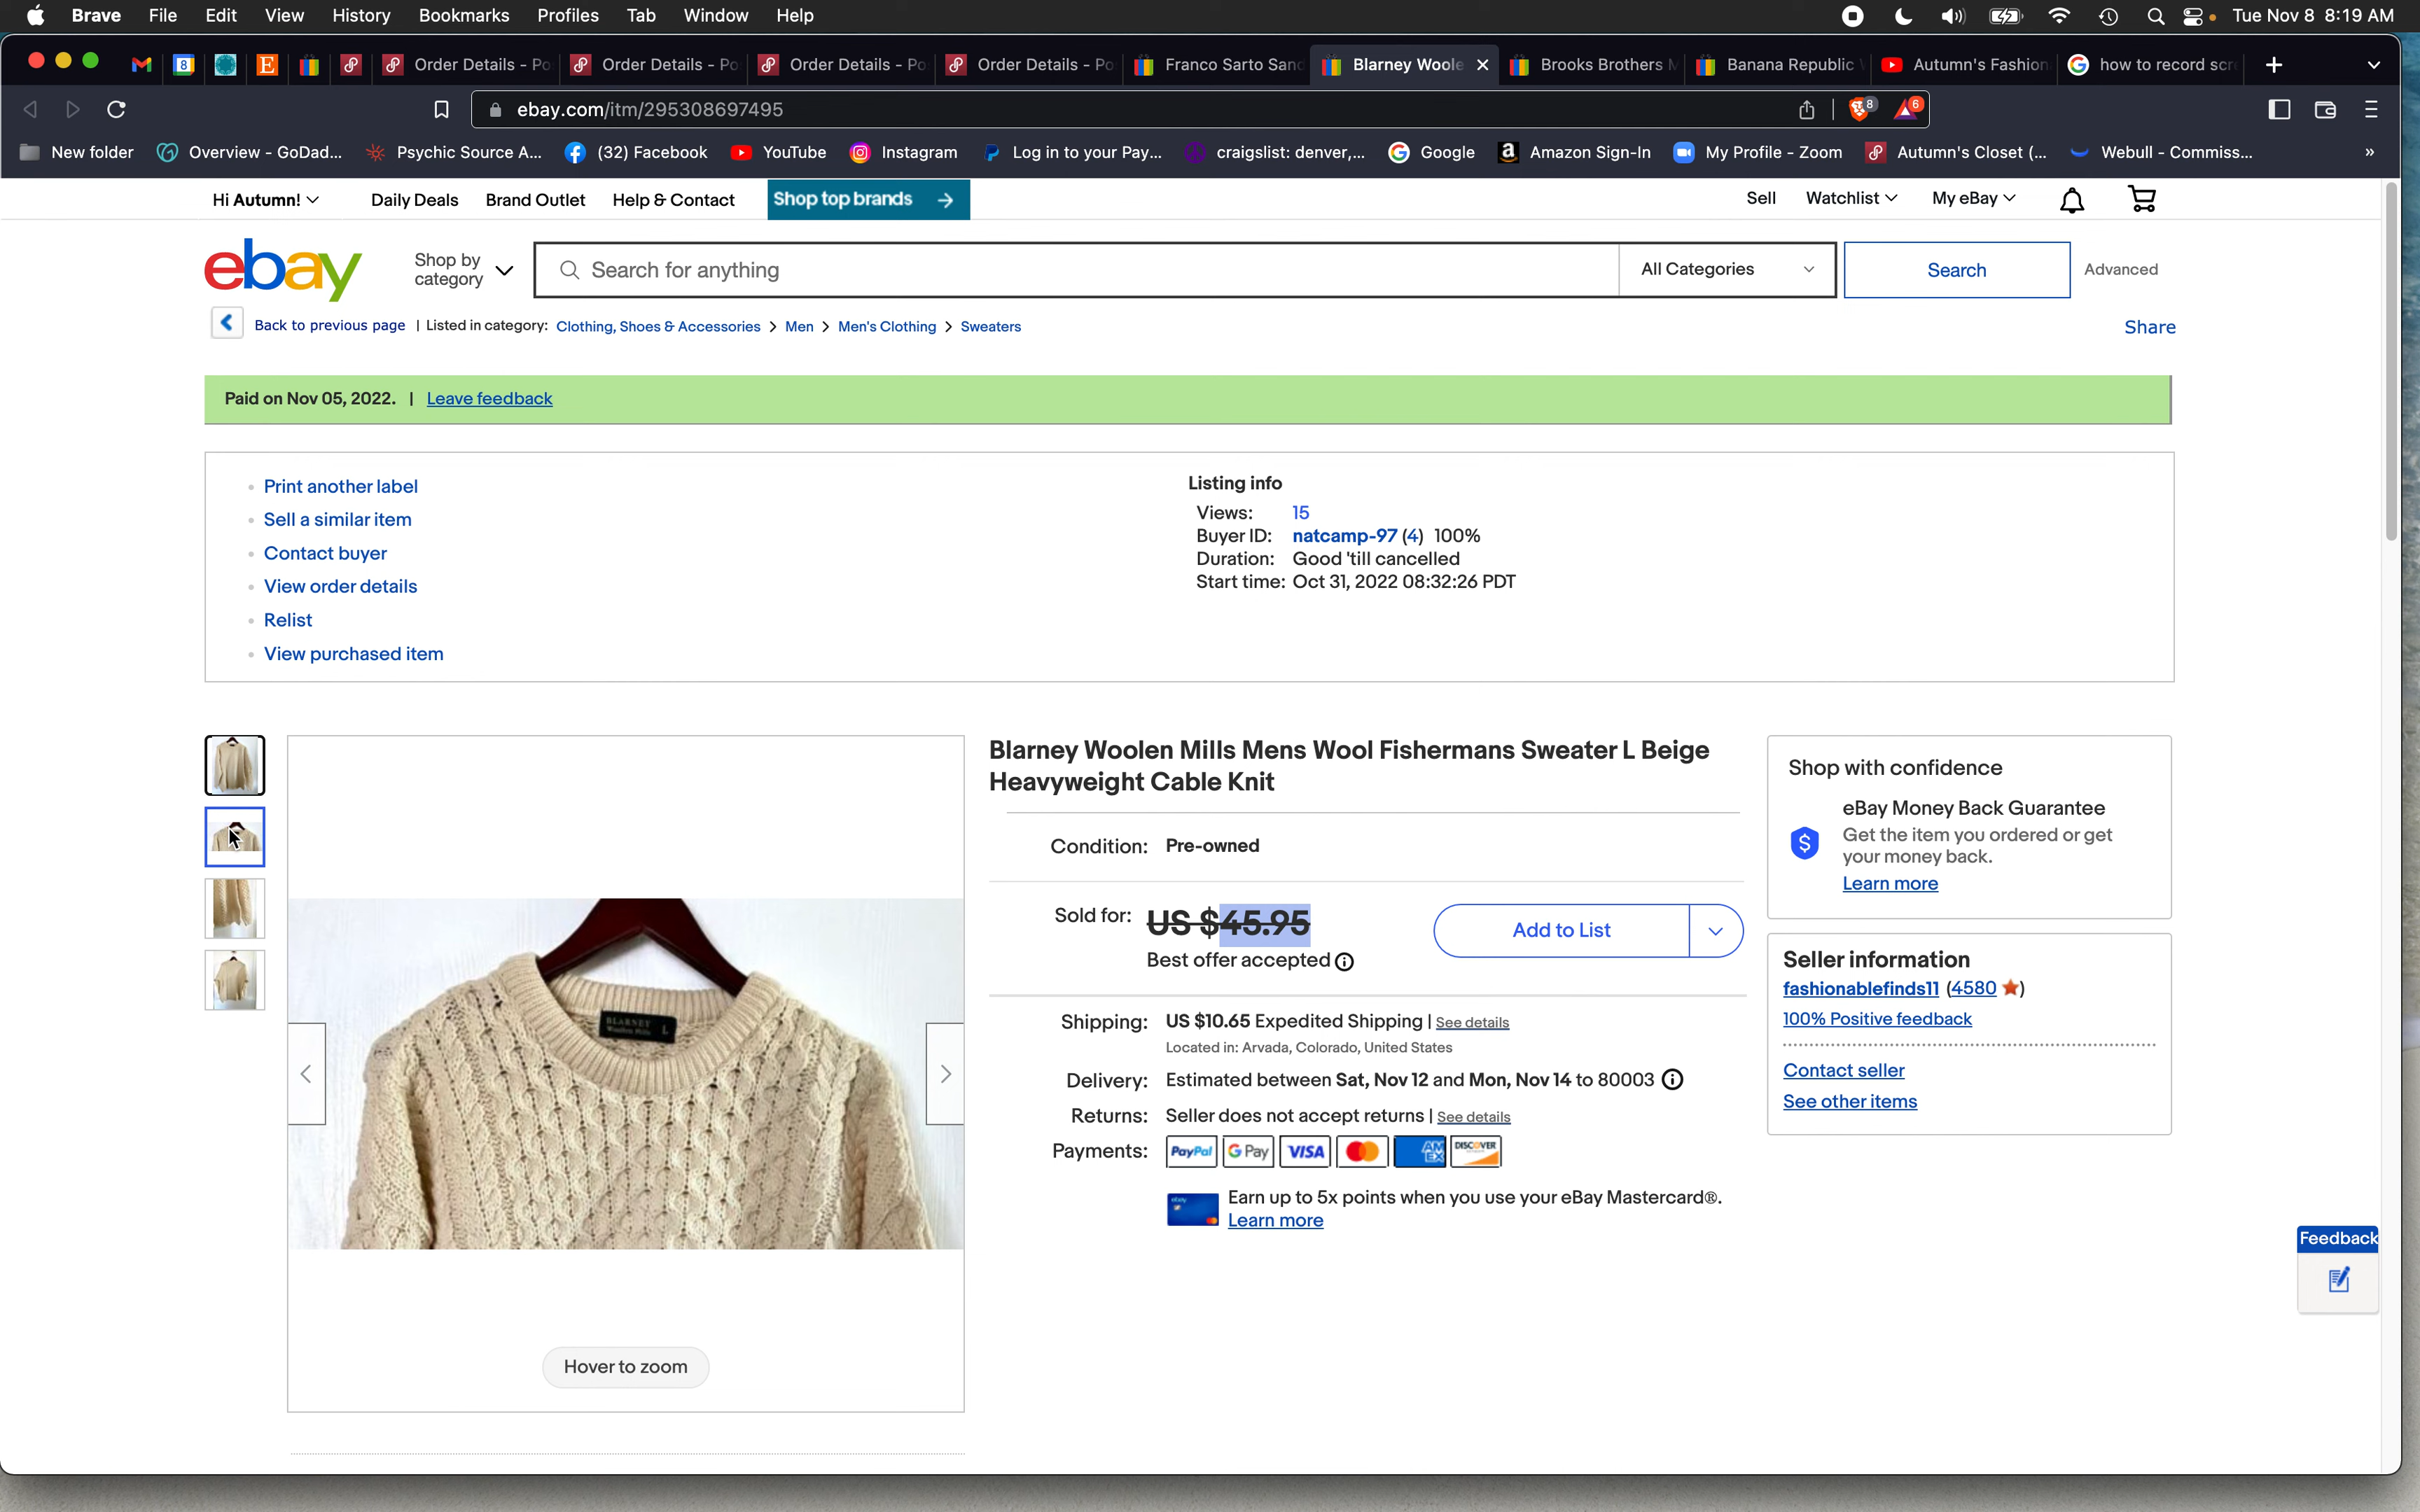 Brave File Edit View History Bookmarks Profiles Tab Window Help Tue Nov 8 8:19 AM
8 Order Details - Po Order Details - Po Order Details - Po Order Details - Po Franco Sarto Sand Blarney Woole Brooks Brothers M Banana Republic Autumn's Fashion how to record scr
ebay.com/itm/295308697495 8 6
New folder Overview - GoDad... Psychic Source A... (32) Facebook YouTube Instagram Log in to your Pay... craigslist: denver,... Google Amazon Sign-In My Profile - Zoom Autumn's Closet (... Webull - Commiss... »
Hi Autumn! Daily Deals Brand Outlet Help & Contact Shop top brands Sell Watchlist My eBay
ebay Shop by category Search for anything All Categories Search Advanced
Back to previous page | Listed in category: Clothing, Shoes & Accessories > Men > Men's Clothing > Sweaters Share
Paid on Nov 05, 2022. | Leave feedback
Print another label
Sell a similar item
Contact buyer
View order details
Relist
View purchased item
Listing info
Views: 15
Buyer ID: natcamp-97 (4) 100%
Duration: Good 'till cancelled
Start time: Oct 31, 2022 08:32:26 PDT
BLARNEY
Woollen Mills L
Hover to zoom
Blarney Woolen Mills Mens Wool Fishermans Sweater L Beige
Heavyweight Cable Knit
Condition: Pre-owned
Sold for: US $45.95
Add to List
Best offer accepted
Shipping: US $10.65 Expedited Shipping | See details
Located in: Arvada, Colorado, United States
Delivery: Estimated between Sat, Nov 12 and Mon, Nov 14 to 80003
Returns: Seller does not accept returns | See details
Payments: PayPal G Pay VISA AM EX DISCOVER
ebay Earn up to 5x points when you use your eBay Mastercard®.
Learn more
Shop with confidence
eBay Money Back Guarantee
Get the item you ordered or get
your money back.
Learn more
Seller information
fashionablefinds11 (4580)
100% Positive feedback
Contact seller
See other items
Feedback